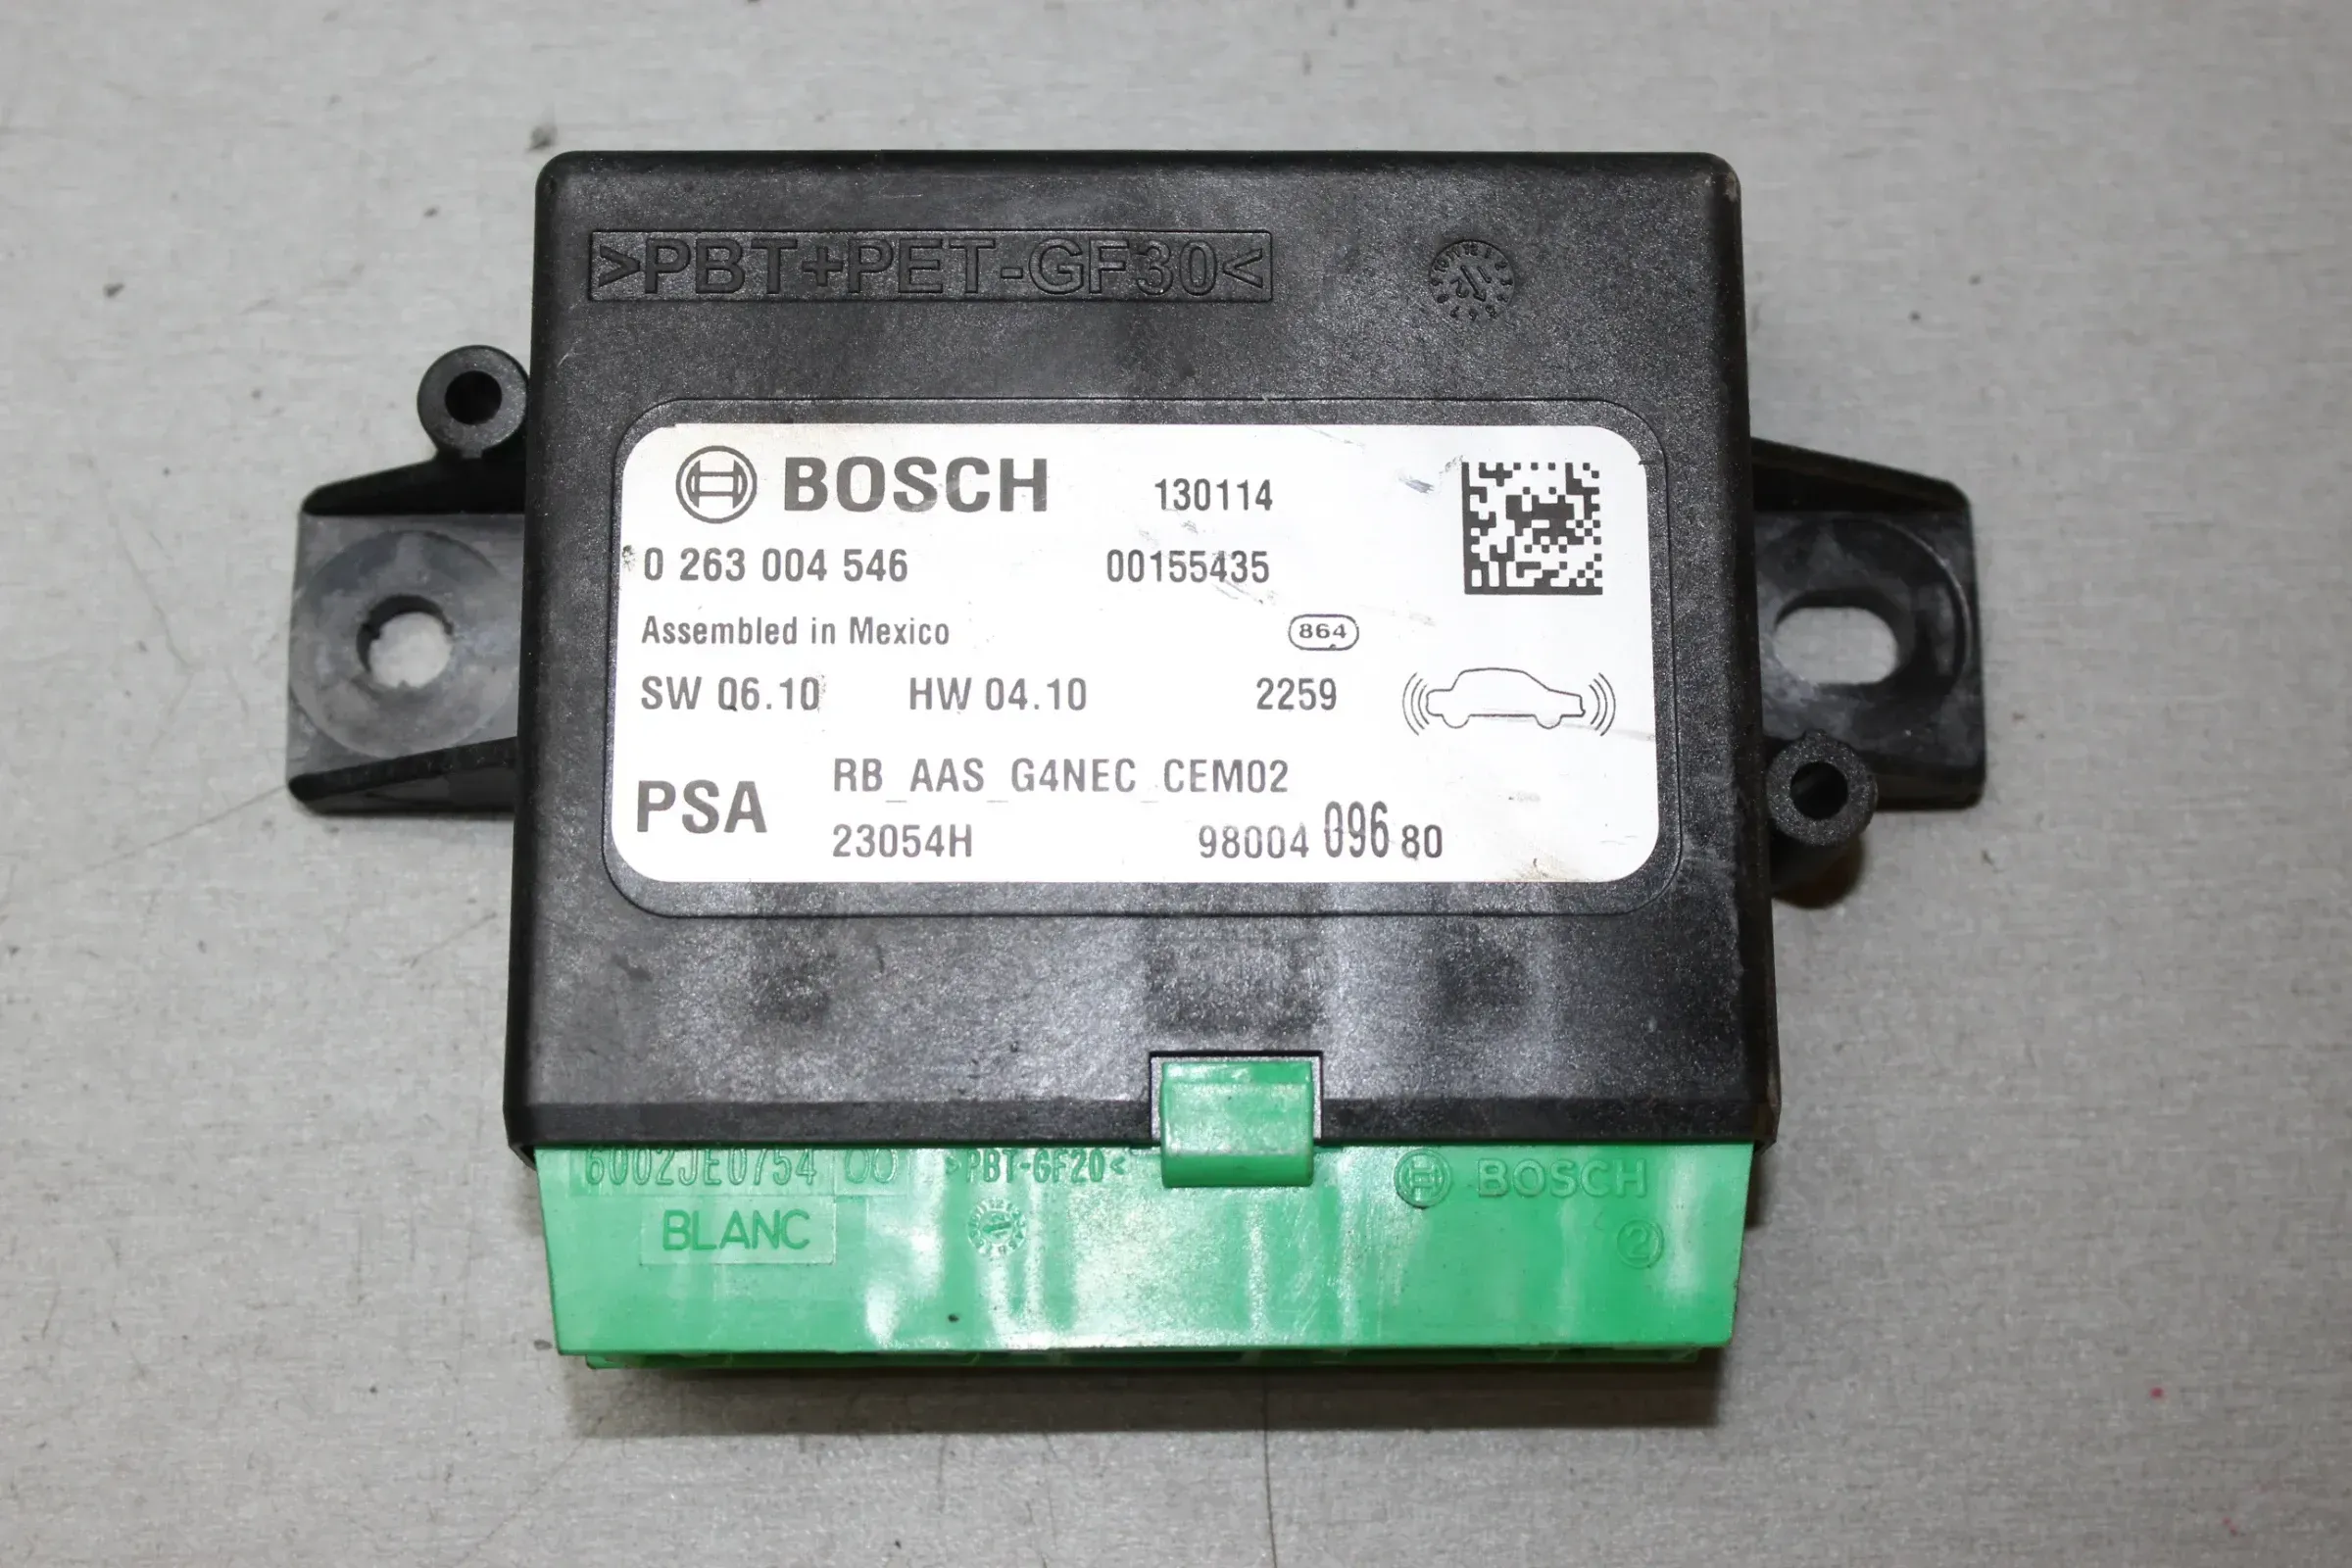 >PBT+PET-GF30<
BOSCH 130114
0 263 004 546 00155435
Assembled in Mexico 864
SW 06.10 HW 04.10 2259
PSA RB_AAS_G4NEC_CEM02
23054H 98004 096 80
6002JE0754 00 >PBT-GF20< BOSCH
BLANC 2